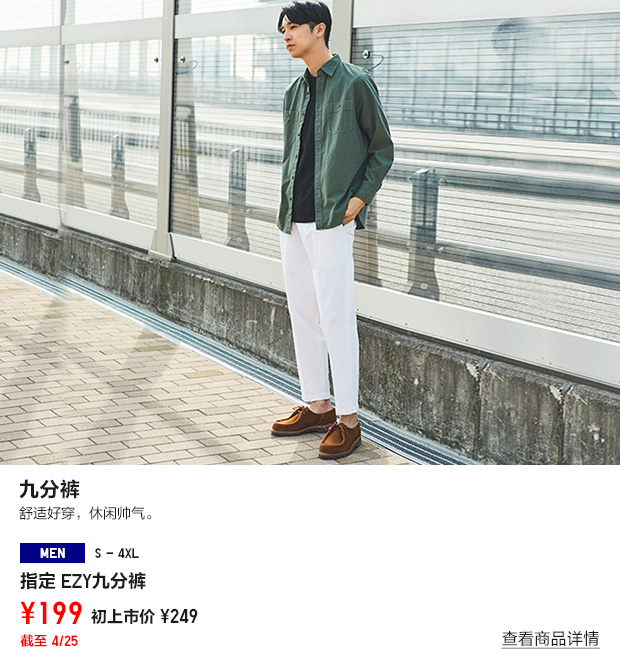 九分裤
舒适好穿，休闲帅气。
MEN S - 4XL
指定 EZY九分裤
¥199 初上市价 ¥249
截至 4/25
查看商品详情